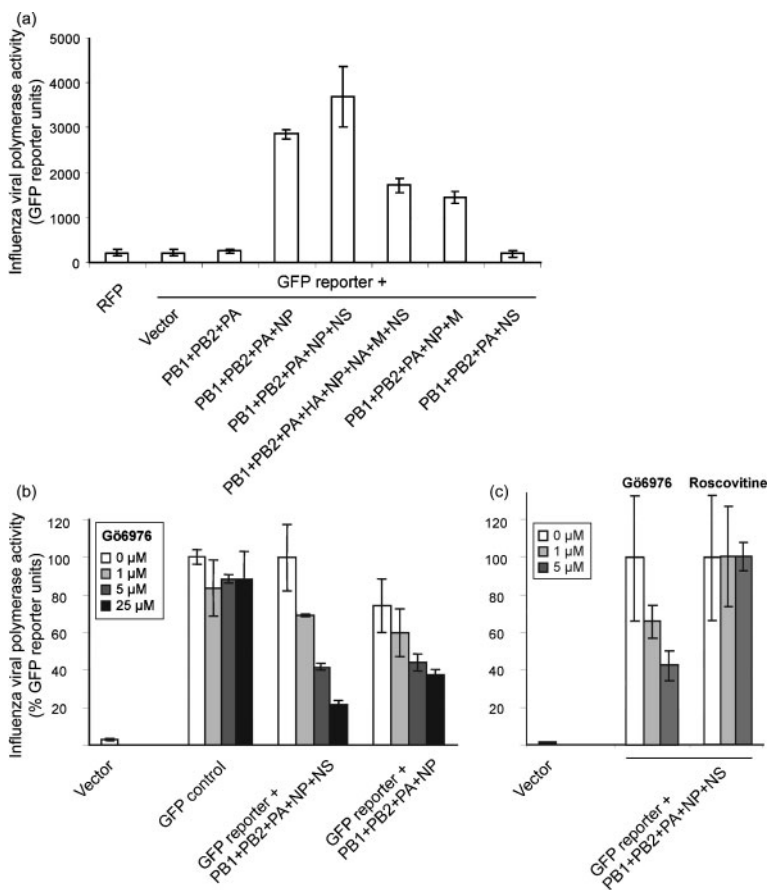 (a)
Influenza viral polymerase activity
(GFP reporter units)
5000
4000
3000
2000
1000
0
GFP reporter +
RFP
Vector
PB1+PB2+PA
PB1+PB2+PA+NP
PB1+PB2+PA+NP+NS
PB1+PB2+PA+HA+NP+NA+M+NS
PB1+PB2+PA+NP+M
PB1+PB2+PA+NS
(b)
Influenza viral polymerase activity
(% GFP reporter units)
120
100
80
60
40
20
Gö6976
0 µM
1 µM
5 µM
25 µM
Vector
GFP control
GFP reporter +
PB1+PB2+PA+NP+NS
GFP reporter +
PB1+PB2+PA+NP
(c)
Gö6976 Roscovitine
120
100
80
60
40
20
0 µM
1 µM
5 µM
Vector
GFP reporter +
PB1+PB2+PA+NP+NS